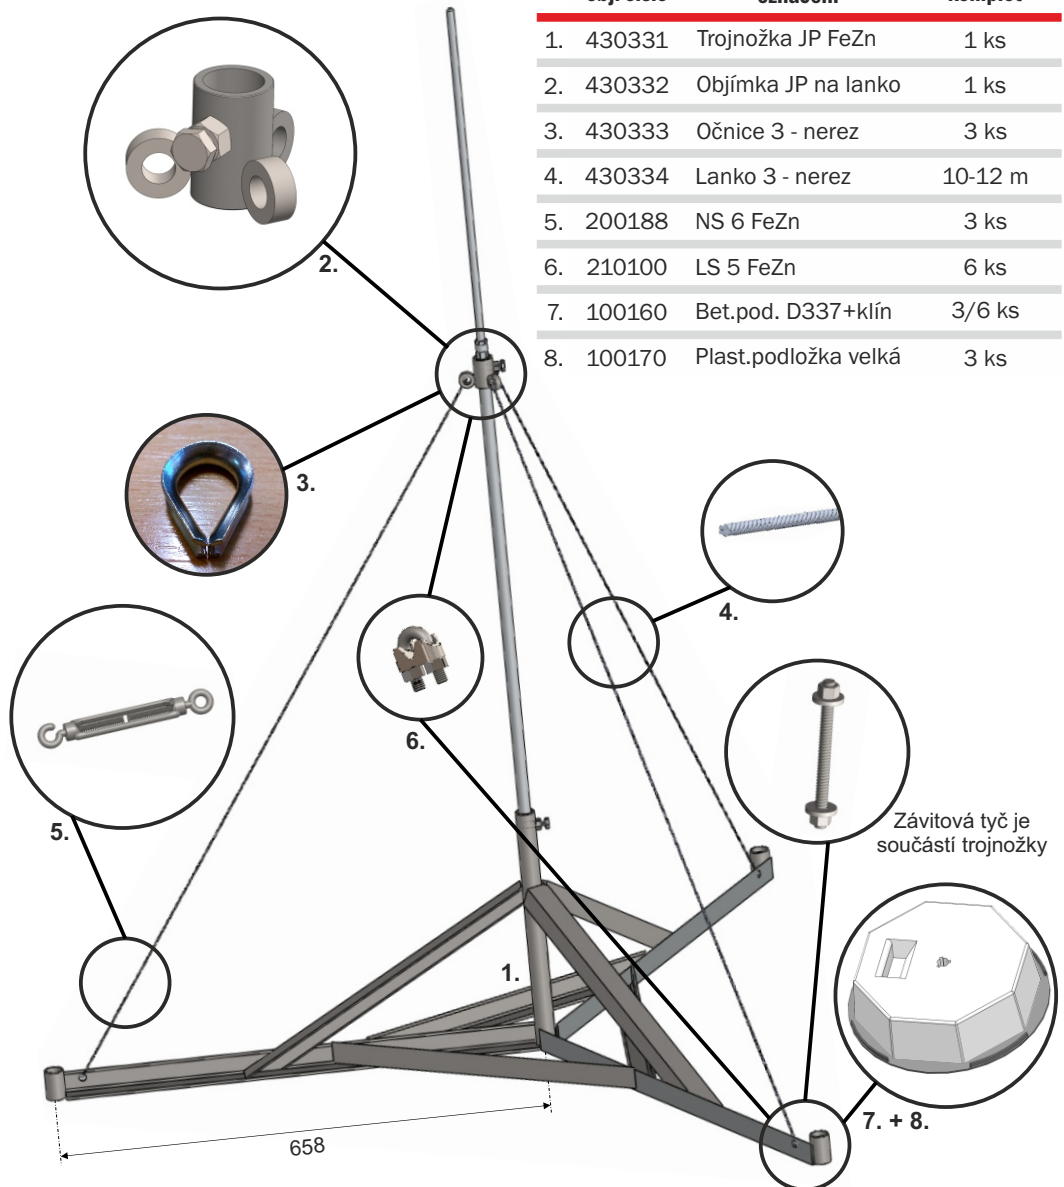 1. 430331 Trojnožka JP FeZn 1 ks
2. 430332 Objímka JP na lanko 1 ks
3. 430333 Očnice 3 - nerez 3 ks
4. 430334 Lanko 3 - nerez 10-12 m
5. 200188 NS 6 FeZn 3 ks
6. 210100 LS 5 FeZn 6 ks
7. 100160 Bet.pod. D337+klín 3/6 ks
8. 100170 Plast.podložka velká 3 ks
2.
3.
4.
6.
5.
Závitová tyč je
součástí trojnožky
1.
7. + 8.
658